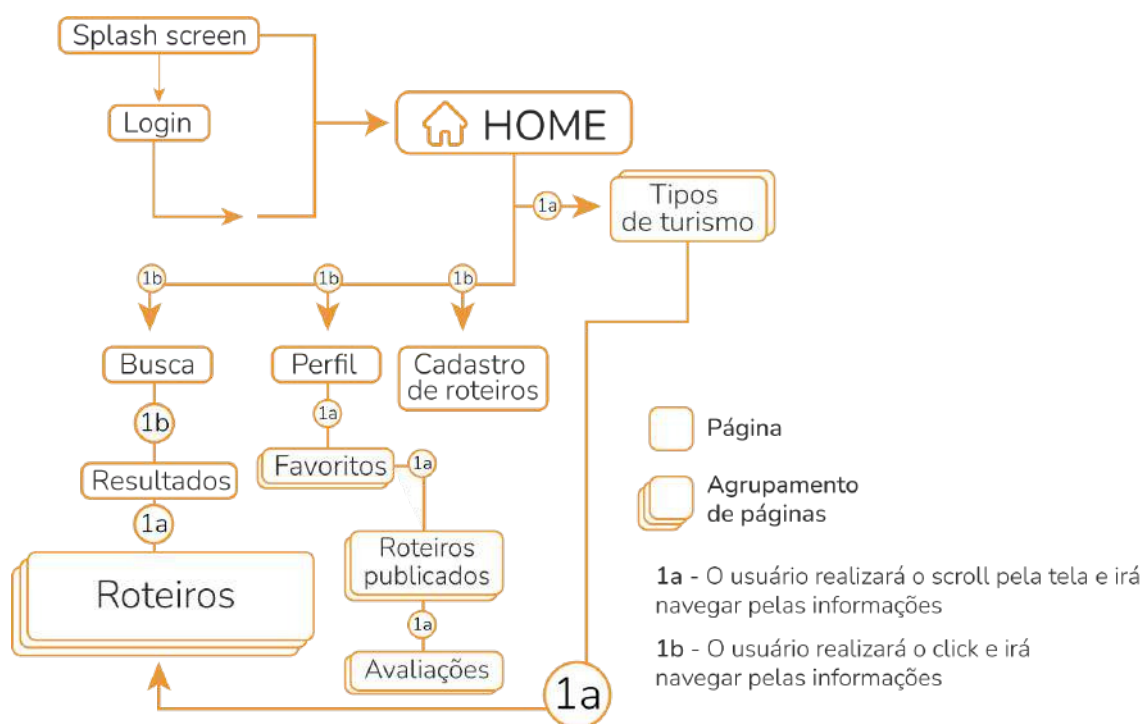 Splash screen
Login
HOME
1a
Tipos
de turismo
1b
1b
1b
Busca
Perfil
Cadastro
de roteiros
1b
1a
Favoritos
1a
Resultados
1a
Roteiros
Roteiros
publicados
1a
Avaliações
1a
Página
Agrupamento
de páginas
1a - O usuário realizará o scroll pela tela e irá
navegar pelas informações
1b - O usuário realizará o click e irá
navegar pelas informações